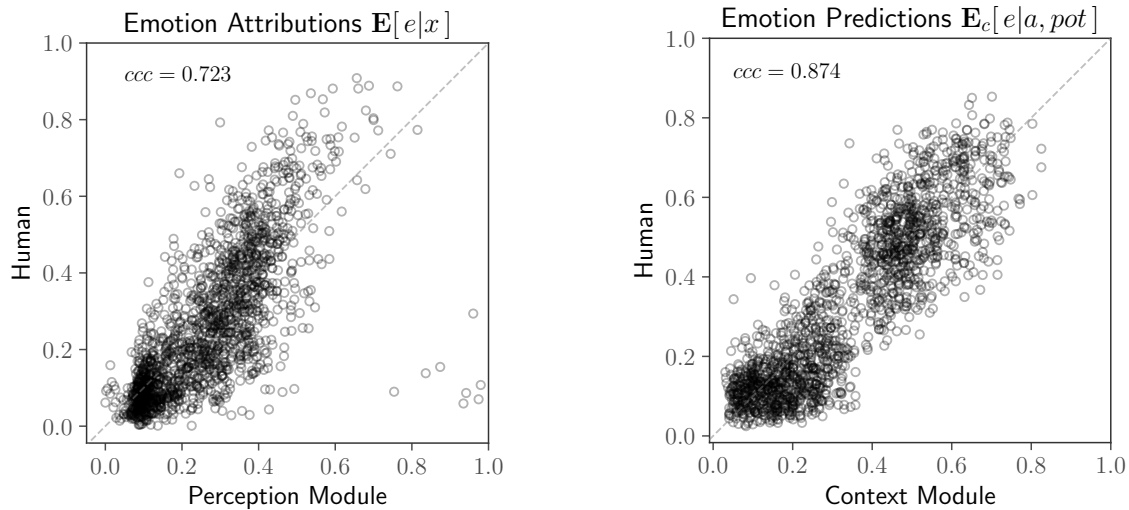 Emotion Attributions E[e|x]
ccc = 0.723
1.0
0.8
0.6
0.4
0.2
0.0
Human
0.0 0.2 0.4 0.6 0.8 1.0
Perception Module
Emotion Predictions E_c[e|a, pot]
ccc = 0.874
1.0
0.8
0.6
0.4
0.2
0.0
Human
0.0 0.2 0.4 0.6 0.8 1.0
Context Module